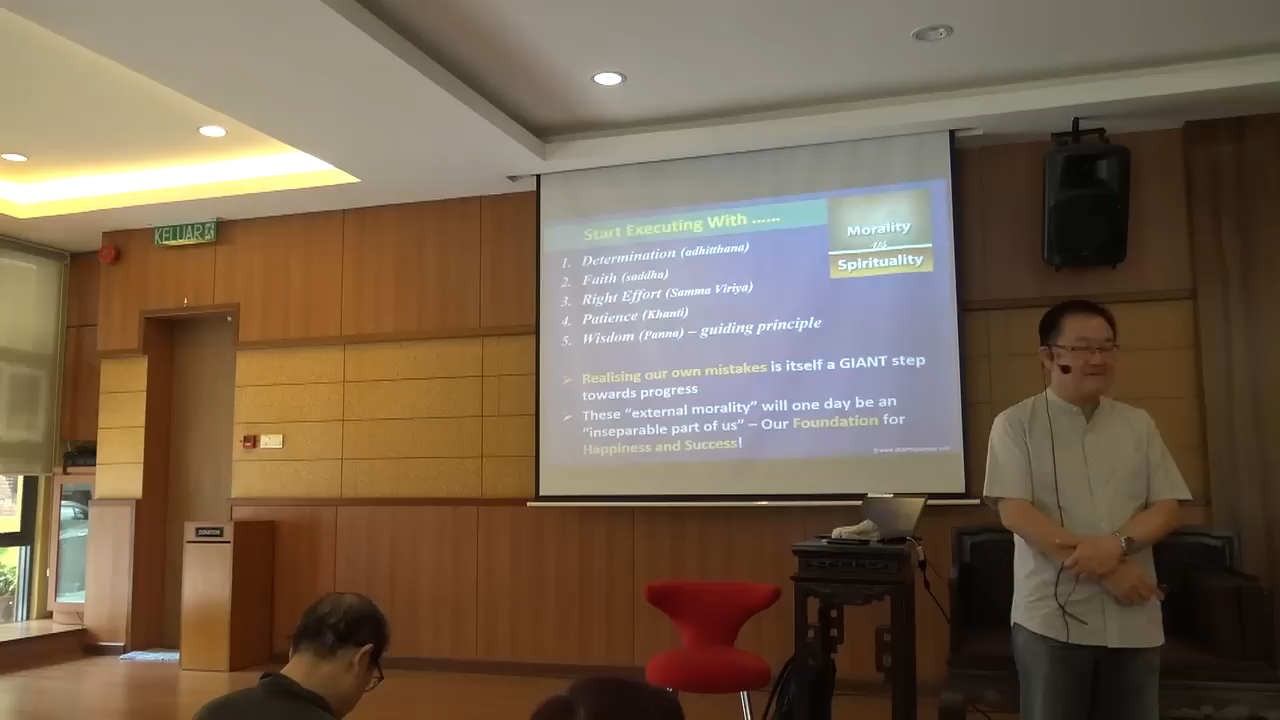 KELUAR
Start Executing With ......
Morality
vs
Spirituality
1. Determination (adhitthana)
2. Faith (saddha)
3. Right Effort (Samma Viriya)
4. Patience (Khanti)
5. Wisdom (Panna) – guiding principle
➢ Realising our own mistakes is itself a GIANT step
towards progress
➢ These “external morality” will one day be an
“inseparable part of us” – Our Foundation for
Happiness and Success!
DONATION